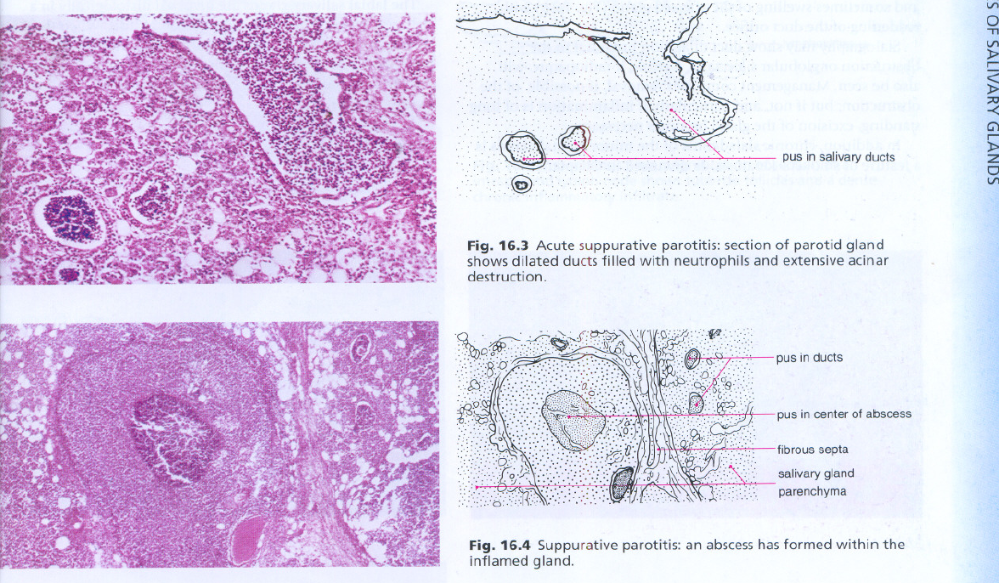 S OF SALIVARY GLANDS
pus in salivary ducts
Fig. 16.3 Acute suppurative parotitis: section of parotid gland
shows dilated ducts filled with neutrophils and extensive acinar
destruction.
pus in ducts
pus in center of abscess
fibrous septa
salivary gland
parenchyma
Fig. 16.4 Suppurative parotitis: an abscess has formed within the
inflamed gland.